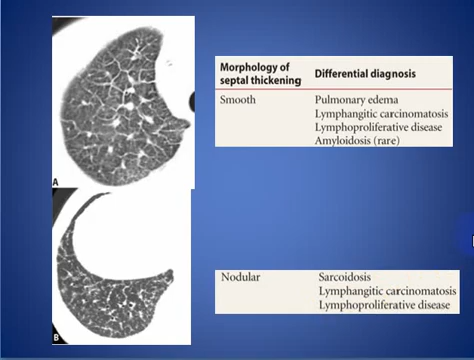 A
Morphology of septal thickening
Differential diagnosis
Smooth
Pulmonary edema
Lymphangitic carcinomatosis
Lymphoproliferative disease
Amyloidosis (rare)
B
Nodular
Sarcoidosis
Lymphangitic carcinomatosis
Lymphoproliferative disease